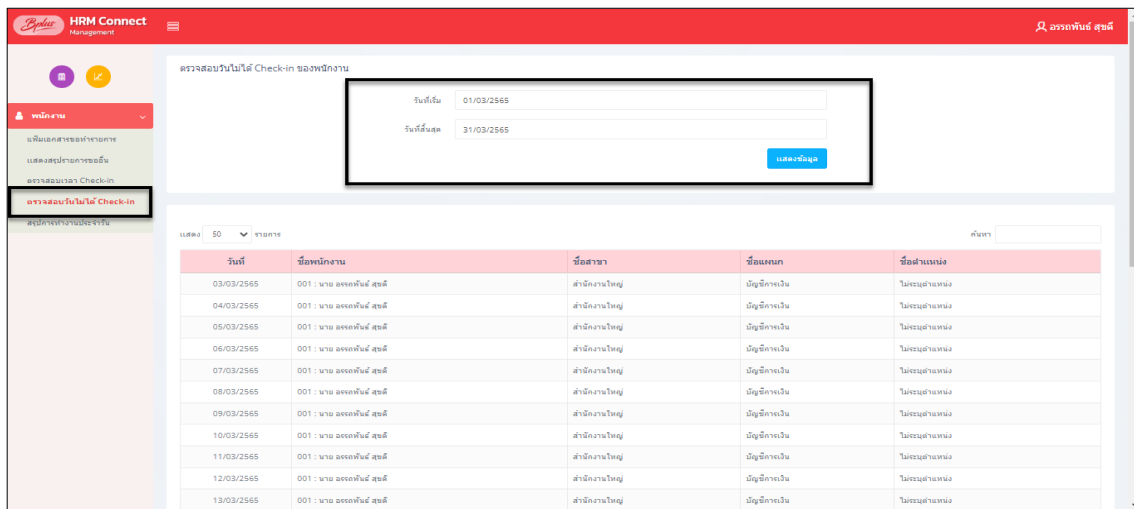 Bplus HRM Connect
Management
อรรถพันธ์ สุขดี
ตรวจสอบวันไม่ได้ Check-in ของพนักงาน
วันที่เริ่ม 01/03/2565
วันที่สิ้นสุด 31/03/2565
แสดงข้อมูล
พนักงาน
แฟ้มเอกสารขอทำรายการ
แสดงสรุปรายการขออื่น
ตรวจสอบเวลา Check-in
ตรวจสอบวันไม่ได้ Check-in
สรุปการทำงานประจำวัน
แสดง 50 รายการ
ค้นหา
วันที่ ชื่อพนักงาน ชื่อสาขา ชื่อแผนก ชื่อตำแหน่ง
03/03/2565 001 : นาย อรรถพันธ์ สุขดี สำนักงานใหญ่ บัญชีการเงิน ไม่ระบุตำแหน่ง
04/03/2565 001 : นาย อรรถพันธ์ สุขดี สำนักงานใหญ่ บัญชีการเงิน ไม่ระบุตำแหน่ง
05/03/2565 001 : นาย อรรถพันธ์ สุขดี สำนักงานใหญ่ บัญชีการเงิน ไม่ระบุตำแหน่ง
06/03/2565 001 : นาย อรรถพันธ์ สุขดี สำนักงานใหญ่ บัญชีการเงิน ไม่ระบุตำแหน่ง
07/03/2565 001 : นาย อรรถพันธ์ สุขดี สำนักงานใหญ่ บัญชีการเงิน ไม่ระบุตำแหน่ง
08/03/2565 001 : นาย อรรถพันธ์ สุขดี สำนักงานใหญ่ บัญชีการเงิน ไม่ระบุตำแหน่ง
09/03/2565 001 : นาย อรรถพันธ์ สุขดี สำนักงานใหญ่ บัญชีการเงิน ไม่ระบุตำแหน่ง
10/03/2565 001 : นาย อรรถพันธ์ สุขดี สำนักงานใหญ่ บัญชีการเงิน ไม่ระบุตำแหน่ง
11/03/2565 001 : นาย อรรถพันธ์ สุขดี สำนักงานใหญ่ บัญชีการเงิน ไม่ระบุตำแหน่ง
12/03/2565 001 : นาย อรรถพันธ์ สุขดี สำนักงานใหญ่ บัญชีการเงิน ไม่ระบุตำแหน่ง
13/03/2565 001 : นาย อรรถพันธ์ สุขดี สำนักงานใหญ่ บัญชีการเงิน ไม่ระบุตำแหน่ง